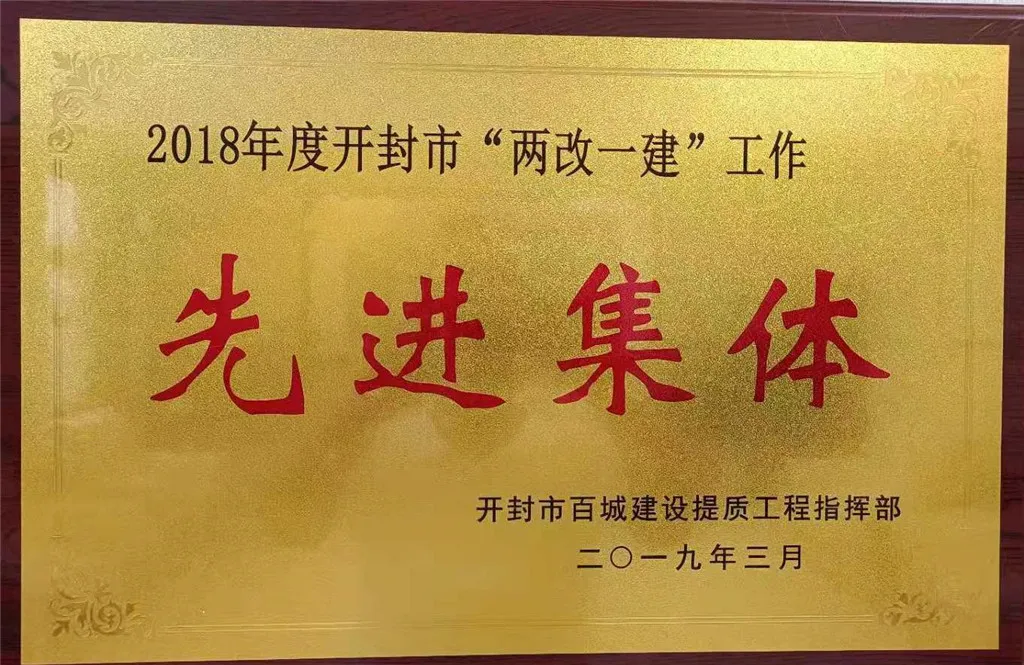 2018年度开封市“两改一建”工作
先进集体
开封市百城建设提质工程指挥部
二〇一九年三月